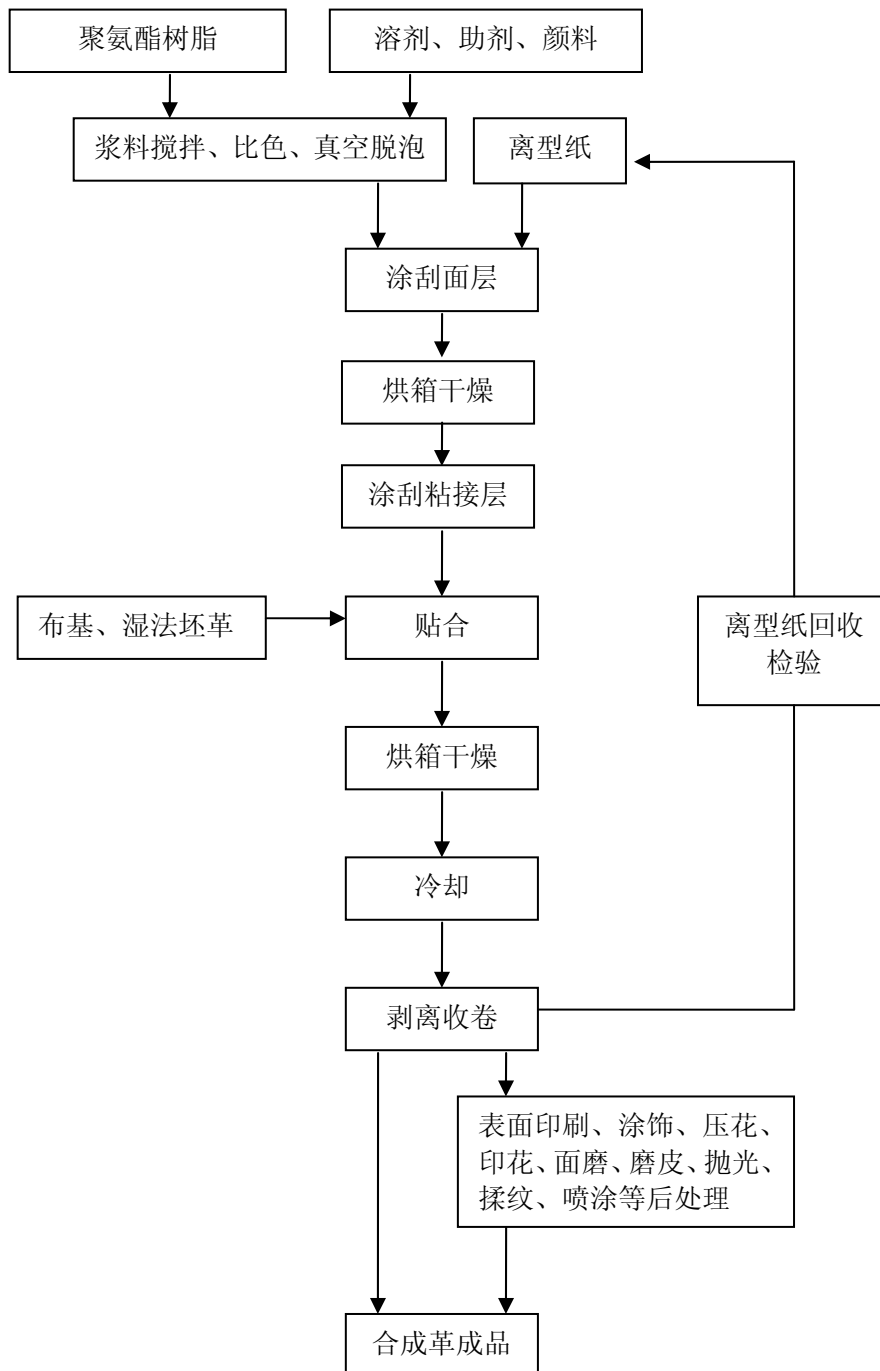 聚氨酯树脂
溶剂、助剂、颜料
浆料搅拌、比色、真空脱泡
离型纸
涂刮面层
烘箱干燥
涂刮粘接层
布基、湿法坯革
贴合
离型纸回收
检验
烘箱干燥
冷却
剥离收卷
表面印刷、涂饰、压花、
印花、面磨、磨皮、抛光、
揉纹、喷涂等后处理
合成革成品